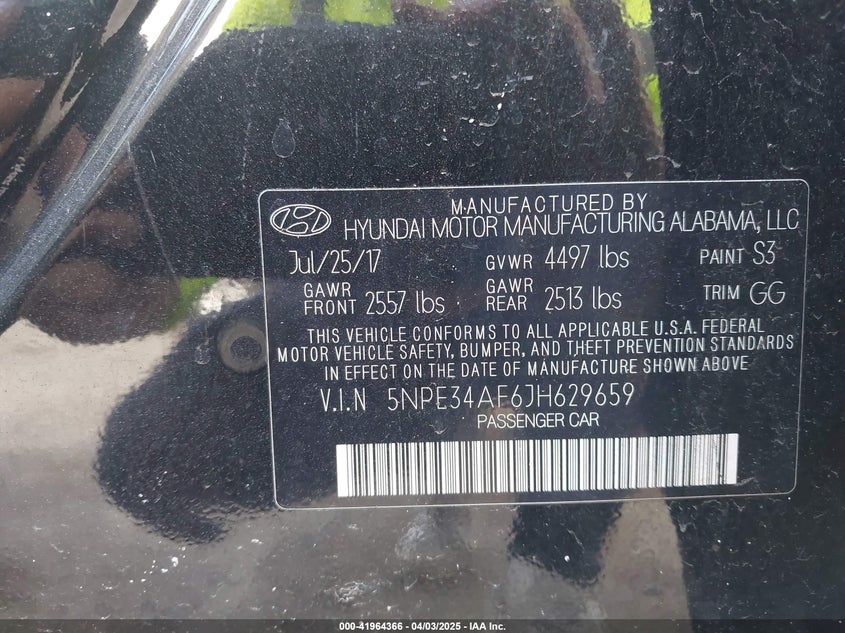 MANUFACTURED BY
HYUNDAI MOTOR MANUFACTURING ALABAMA, LLC
Jul/25/17 GVWR 4497 lbs PAINT S3
GAWR FRONT 2557 lbs GAWR REAR 2513 lbs TRIM GG
THIS VEHICLE CONFORMS TO ALL APPLICABLE U.S.A. FEDERAL
MOTOR VEHICLE SAFETY, BUMPER, AND THEFT PREVENTION STANDARDS
IN EFFECT ON THE DATE OF MANUFACTURE SHOWN ABOVE
V.I.N 5NPE34AF6JH629659
PASSENGER CAR
000-41964366 - 04/03/2025 - IAA Inc.